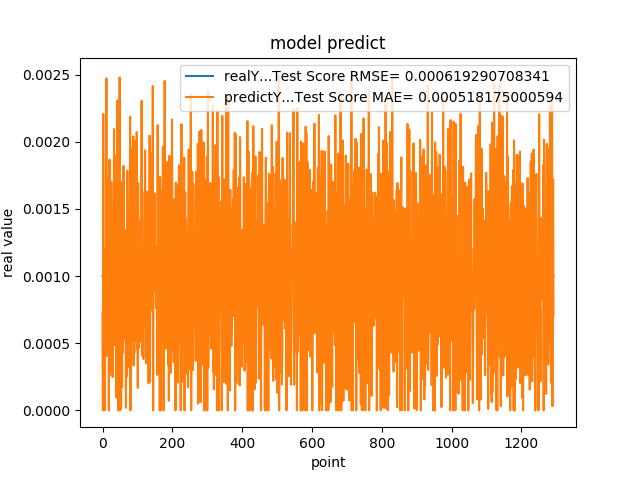 model predict
realY...Test Score RMSE= 0.000619290708341
predictY...Test Score MAE= 0.000518175000594
0.0025
0.0020
0.0015
0.0010
0.0005
0.0000
real value
0 200 400 600 800 1000 1200
point